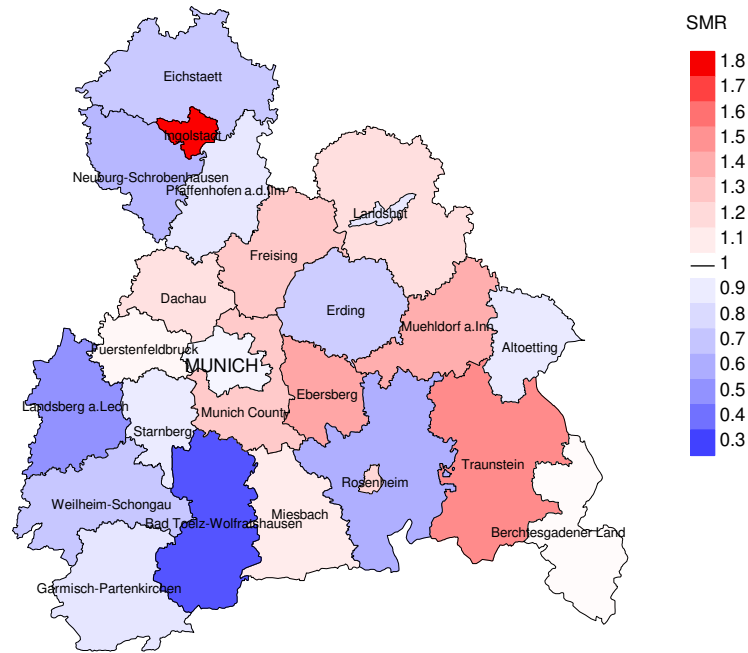 SMR
1.8
1.7
1.6
1.5
1.4
1.3
1.2
1.1
1
0.9
0.8
0.7
0.6
0.5
0.4
0.3
Eichstaett
Ingolstadt
Neuburg-Schrobenhausen
Pfaffenhofen a.d.Ilm
Landshut
Freising
Dachau
Erding
Muehldorf a.Inn
Altoetting
Fuerstenfeldbruck
MUNICH
Ebersberg
Landsberg a.Lech
Munich County
Starnberg
Traunstein
Rosenheim
Weilheim-Schongau
Miesbach
Bad Toelz-Wolfratshausen
Berchtesgadener Land
Garmisch-Partenkirchen